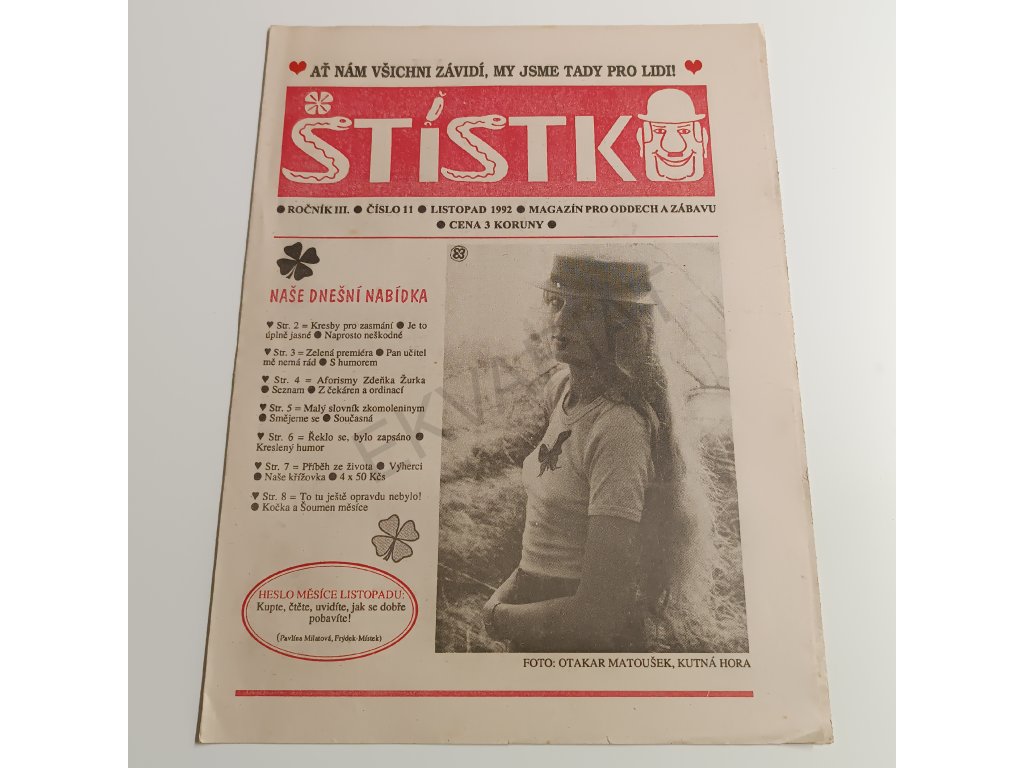 AŤ NÁM VŠICHNI ZÁVIDÍ, MY JSME TADY PRO LIDI!
ŠTÍSTKO
● ROČNÍK III. ● ČÍSLO 11 ● LISTOPAD 1992 ● MAGAZÍN PRO ODDECH A ZÁBAVU
● CENA 3 KORUNY ●
NAŠE DNEŠNÍ NABÍDKA
♥ Str. 2 = Kresby pro zasmání ● Je to
úplně jasné ● Naprosto neškodné
♥ Str. 3 = Zelená premiéra ● Pan učitel
mě nemá rád ● S humorem
♥ Str. 4 = Aforismy Zdeňka Žurka
● Seznam ● Z čekáren a ordinací
♥ Str. 5 = Malý slovník zkomoleninym
● Smějeme se ● Současná
♥ Str. 6 = Řeklo se, bylo zapsáno ●
Kreslený humor
♥ Str. 7 = Příběh ze života ● Výherci
● Naše křížovka ● 4 x 50 Kčs
♥ Str. 8 = To tu ještě opravdu nebylo!
● Kočka a Šoumen měsíce
HESLO MĚSÍCE LISTOPADU:
Kupte, čtěte, uvidíte, jak se dobře
pobavíte!
(Pavlína Milatová, Frýdek-Místek)
FOTO: OTAKAR MATOUŠEK, KUTNÁ HORA